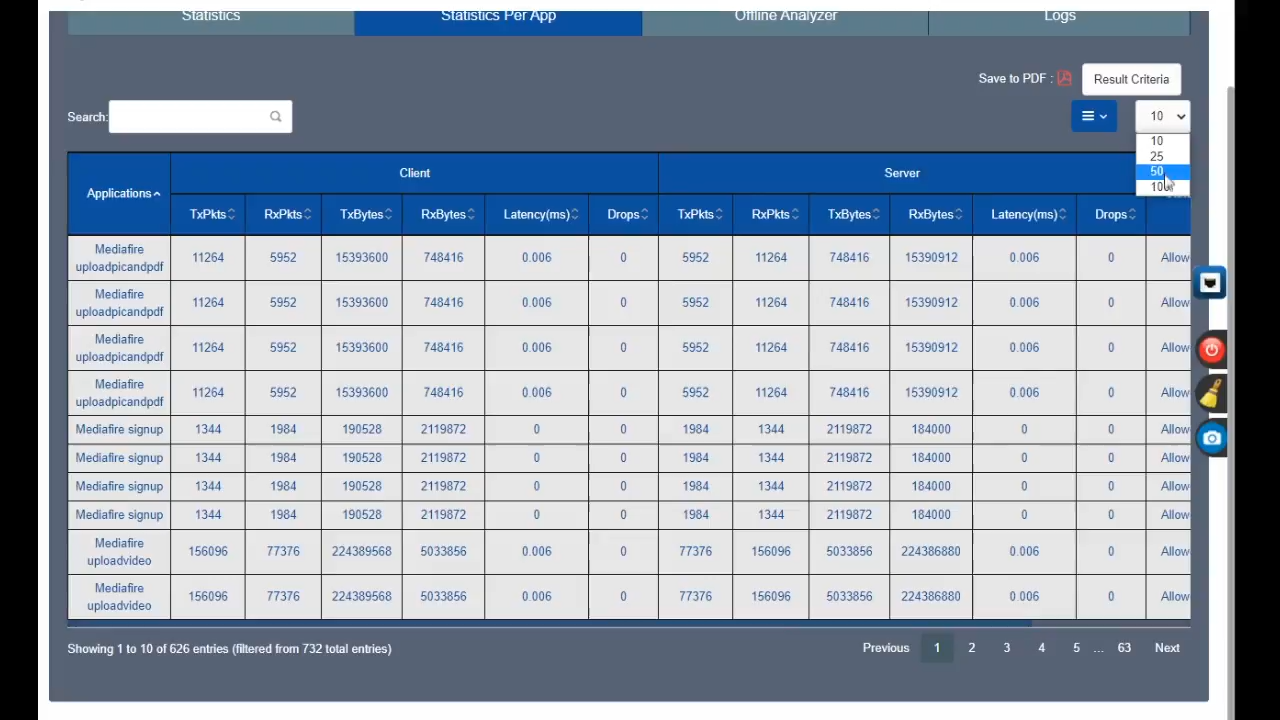 Statistics
Statistics Per App
Offline Analyzer
Logs
Save to PDF :
Result Criteria
Search:
10
10
25
50
Applications
Client
Server
TxPkts RxPkts TxBytes RxBytes Latency(ms) Drops TxPkts RxPkts TxBytes RxBytes Latency(ms) Drops
Mediafire
uploadpicandpdf 11264 5952 15393600 748416 0.006 0 5952 11264 748416 15390912 0.006 0 Allow
Mediafire
uploadpicandpdf 11264 5952 15393600 748416 0.006 0 5952 11264 748416 15390912 0.006 0 Allow
Mediafire
uploadpicandpdf 11264 5952 15393600 748416 0.006 0 5952 11264 748416 15390912 0.006 0 Allow
Mediafire
uploadpicandpdf 11264 5952 15393600 748416 0.006 0 5952 11264 748416 15390912 0.006 0 Allow
Mediafire signup 1344 1984 190528 2119872 0 0 1984 1344 2119872 184000 0 0 Allow
Mediafire signup 1344 1984 190528 2119872 0 0 1984 1344 2119872 184000 0 0 Allow
Mediafire signup 1344 1984 190528 2119872 0 0 1984 1344 2119872 184000 0 0 Allow
Mediafire signup 1344 1984 190528 2119872 0 0 1984 1344 2119872 184000 0 0 Allow
Mediafire
uploadvideo 156096 77376 224389568 5033856 0.006 0 77376 156096 5033856 224386880 0.006 0 Allow
Mediafire
uploadvideo 156096 77376 224389568 5033856 0.006 0 77376 156096 5033856 224386880 0.006 0 Allow
Showing 1 to 10 of 626 entries (filtered from 732 total entries)
Previous 1 2 3 4 5 ... 63 Next